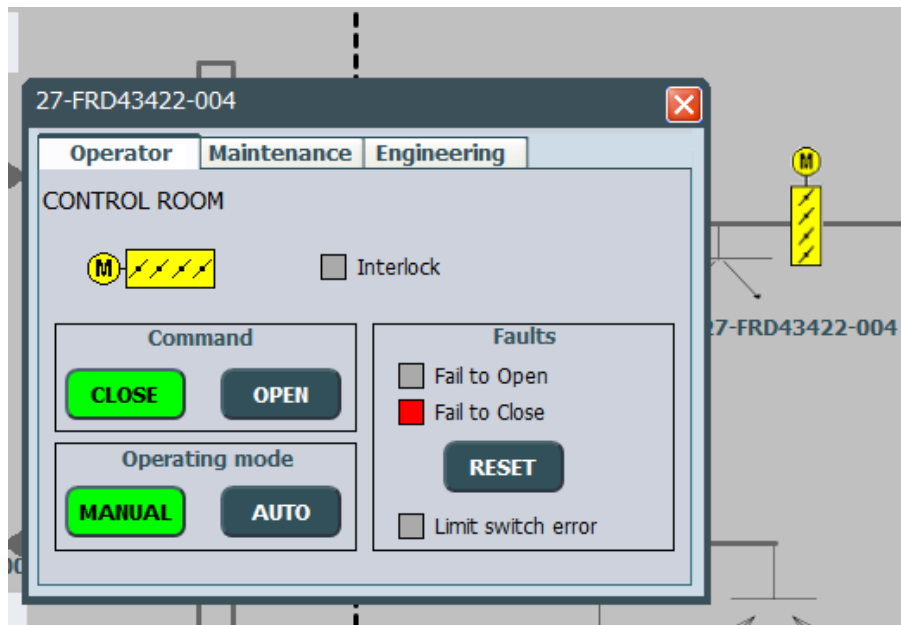 27-FRD43422-004
Operator Maintenance Engineering
CONTROL ROOM
M
M
Interlock
Command
Faults
27-FRD43422-004
Fail to Open
CLOSE OPEN
Fail to Close
Operating mode
RESET
MANUAL AUTO
Limit switch error